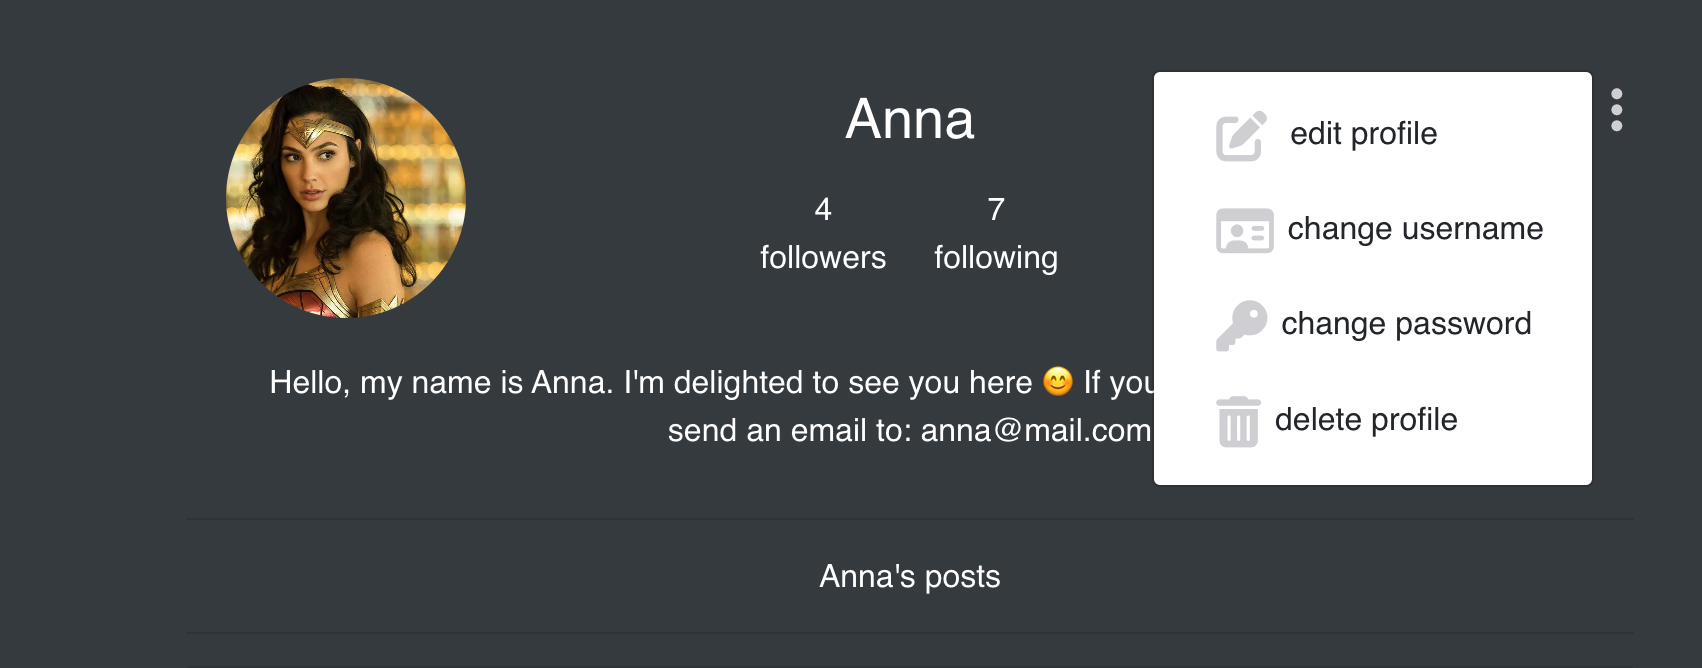 Anna
4
7
followers
following
Hello, my name is Anna. I'm delighted to see you here 😊 If you
send an email to: anna@mail.com
edit profile
change username
change password
delete profile
Anna's posts